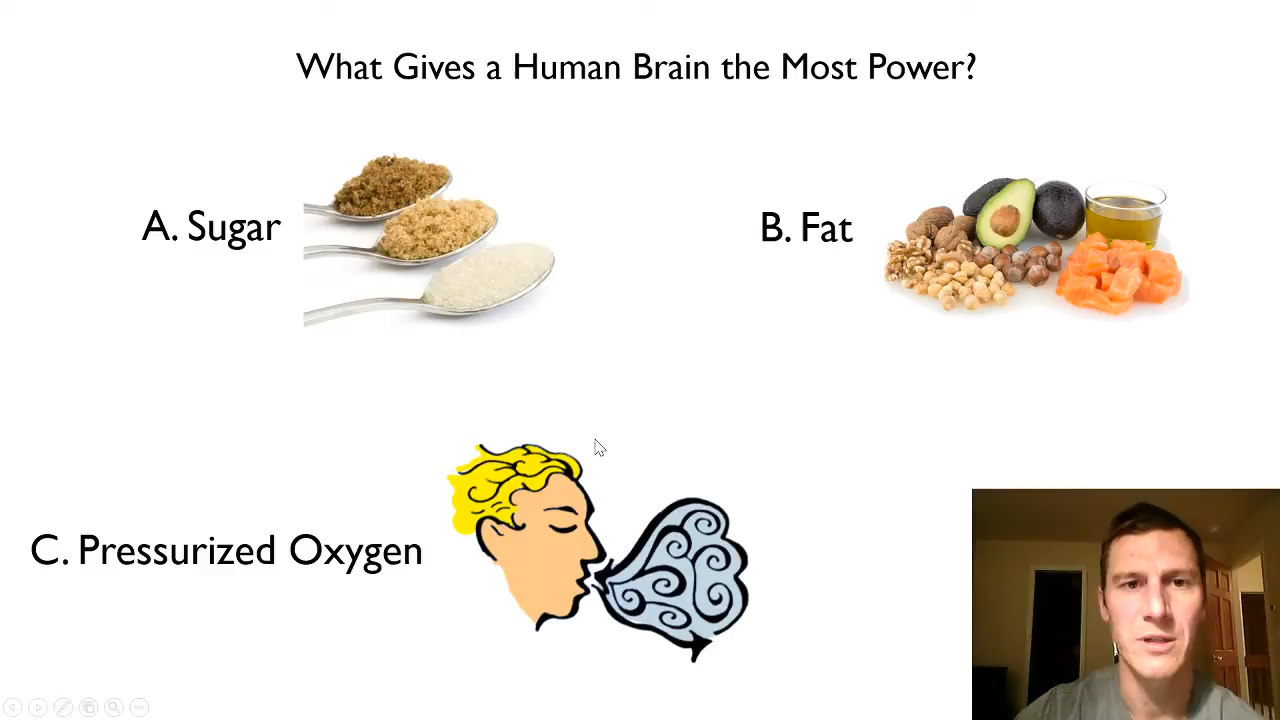 What Gives a Human Brain the Most Power?
A. Sugar
B. Fat
C. Pressurized Oxygen